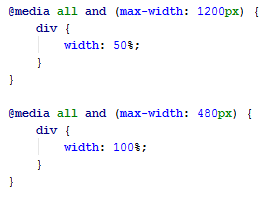 @media all and (max-width: 1200px) {
    div {
        width: 50%;
    }
}

@media all and (max-width: 480px) {
    div {
        width: 100%;
    }
}